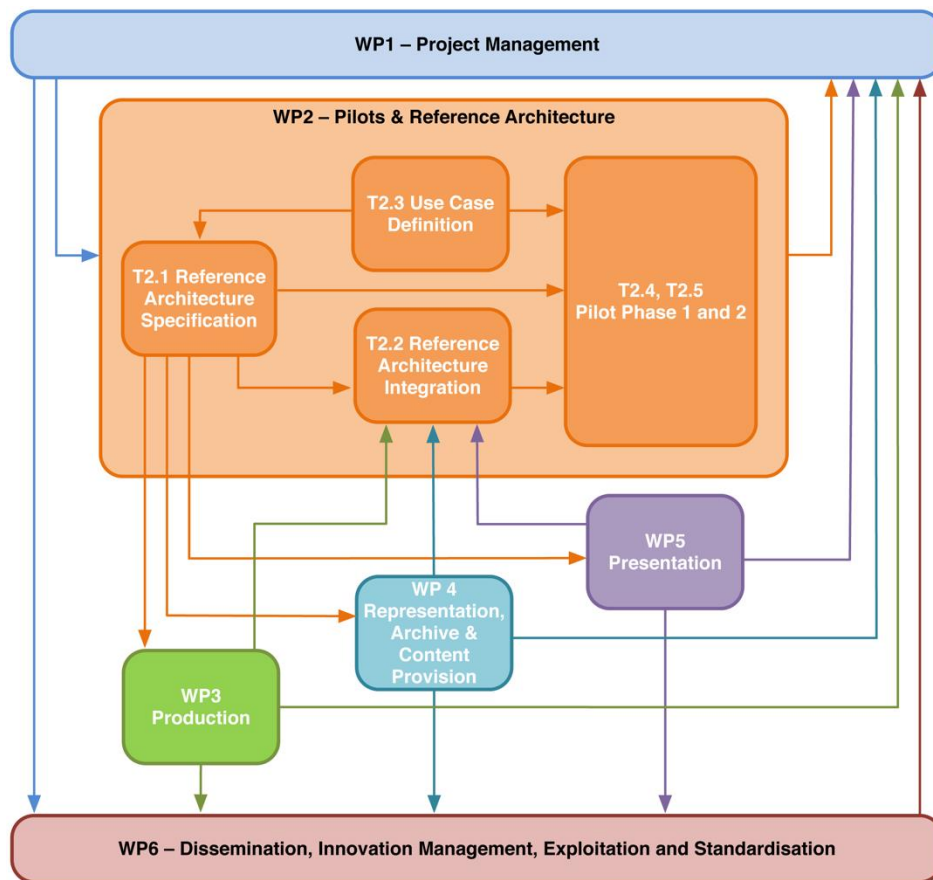 WP1 – Project Management
WP2 – Pilots & Reference Architecture
T2.3 Use Case
Definition
T2.1 Reference
Architecture
Specification
T2.4, T2.5
Pilot Phase 1 and 2
T2.2 Reference
Architecture
Integration
WP5
Presentation
WP 4
Representation,
Archive &
Content
Provision
WP3
Production
WP6 – Dissemination, Innovation Management, Exploitation and Standardisation